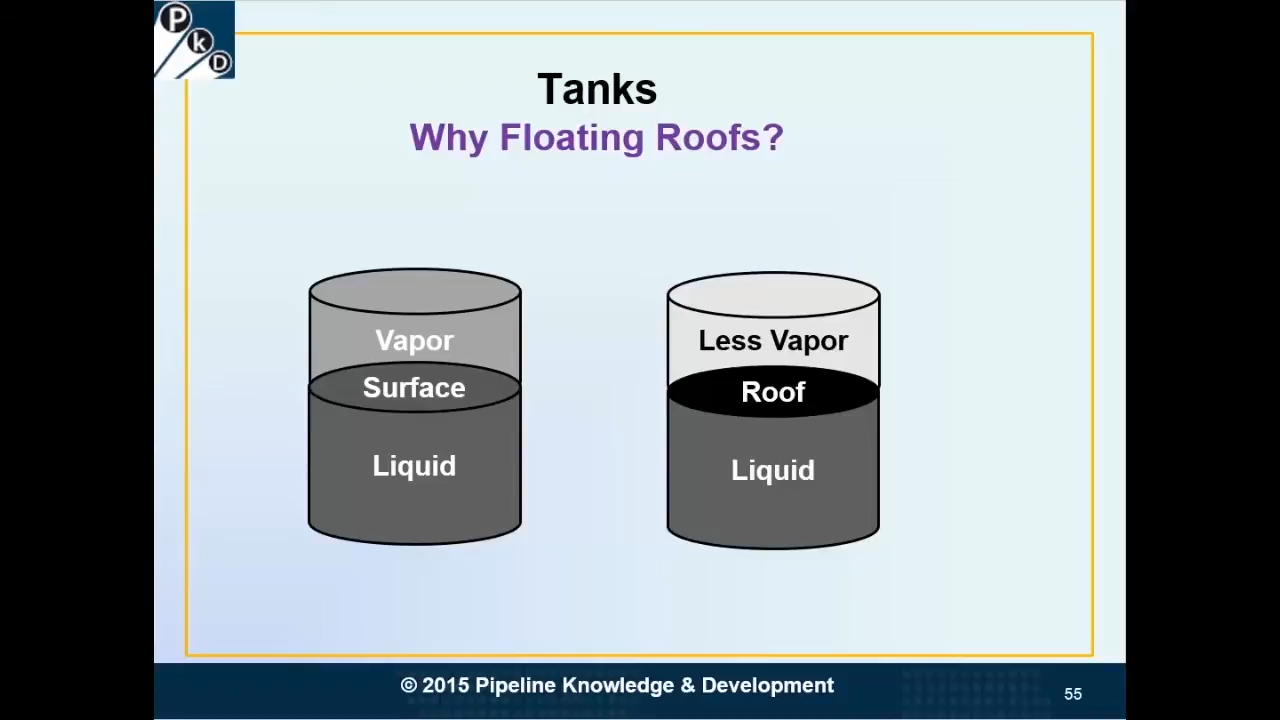 P
k
D
Tanks
Why Floating Roofs?
Vapor
Surface
Liquid
Less Vapor
Roof
Liquid
© 2015 Pipeline Knowledge & Development
55